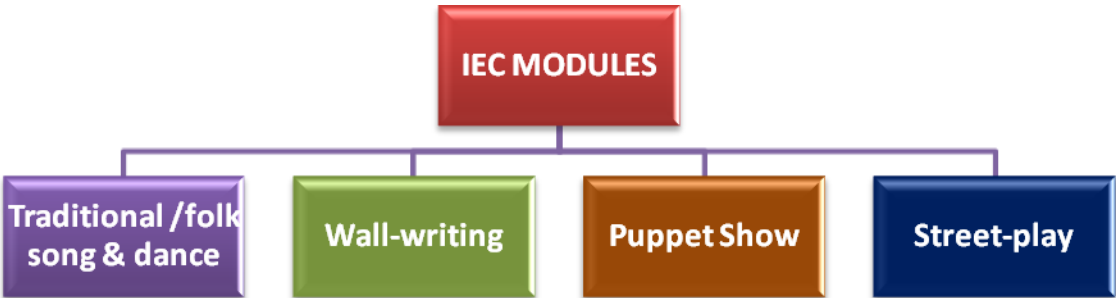 IEC MODULES
Traditional /folk
song & dance
Wall-writing
Puppet Show
Street-play